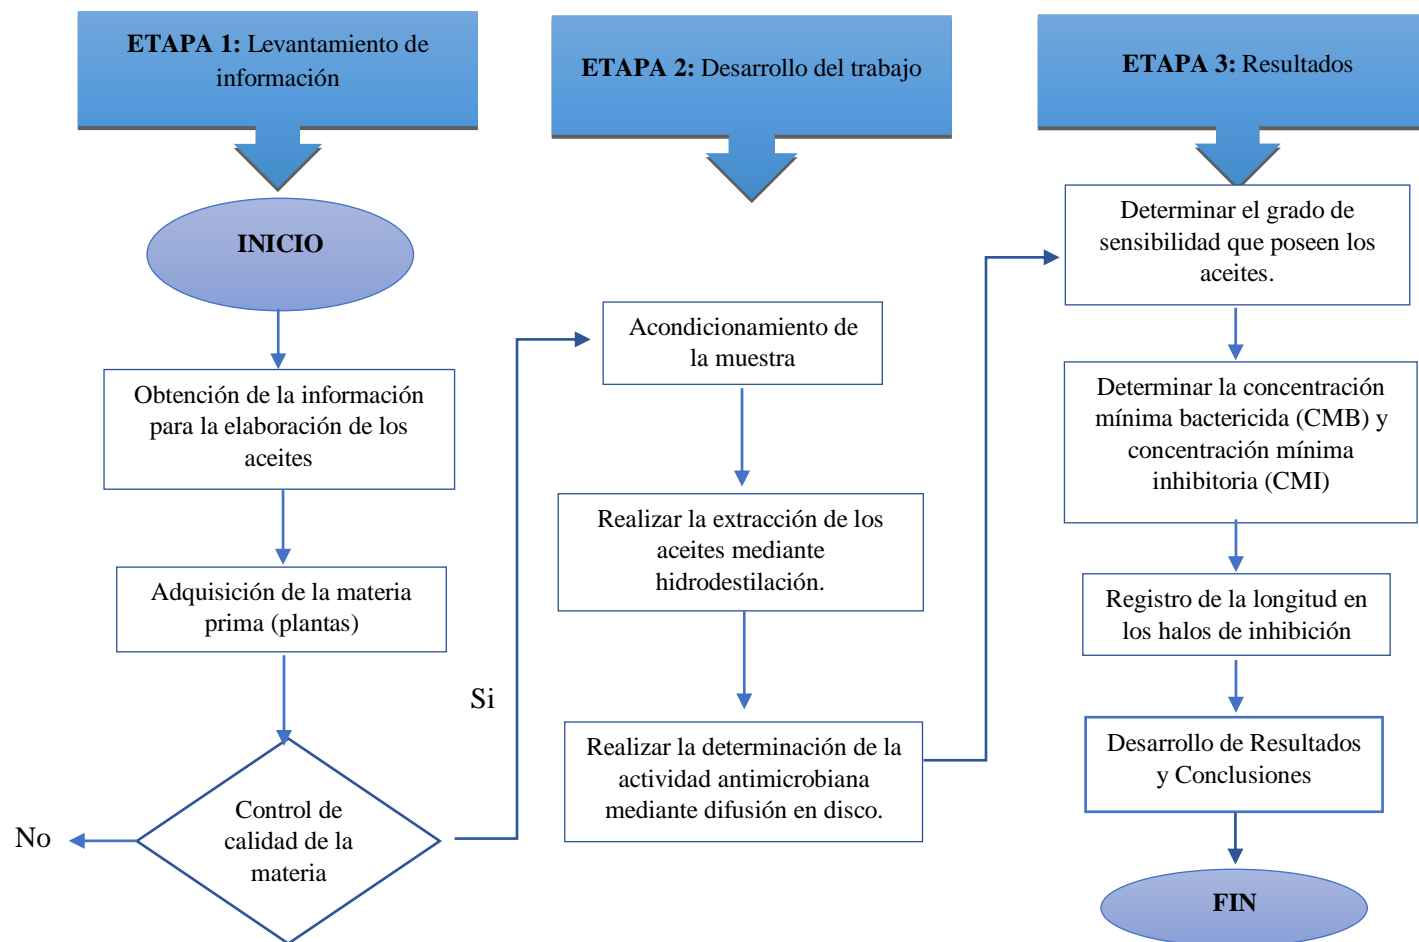 ETAPA 1: Levantamiento de
información
INICIO
Obtención de la información
para la elaboración de los
aceites
Adquisición de la materia
prima (plantas)
Control de
calidad de la
materia
No
Si
ETAPA 2: Desarrollo del trabajo
Acondicionamiento de
la muestra
Realizar la extracción de los
aceites mediante
hidrodestilación.
Realizar la determinación de la
actividad antimicrobiana
mediante difusión en disco.
ETAPA 3: Resultados
Determinar el grado de
sensibilidad que poseen los
aceites.
Determinar la concentración
mínima bactericida (CMB) y
concentración mínima
inhibitoria (CMI)
Registro de la longitud en
los halos de inhibición
Desarrollo de Resultados
y Conclusiones
FIN